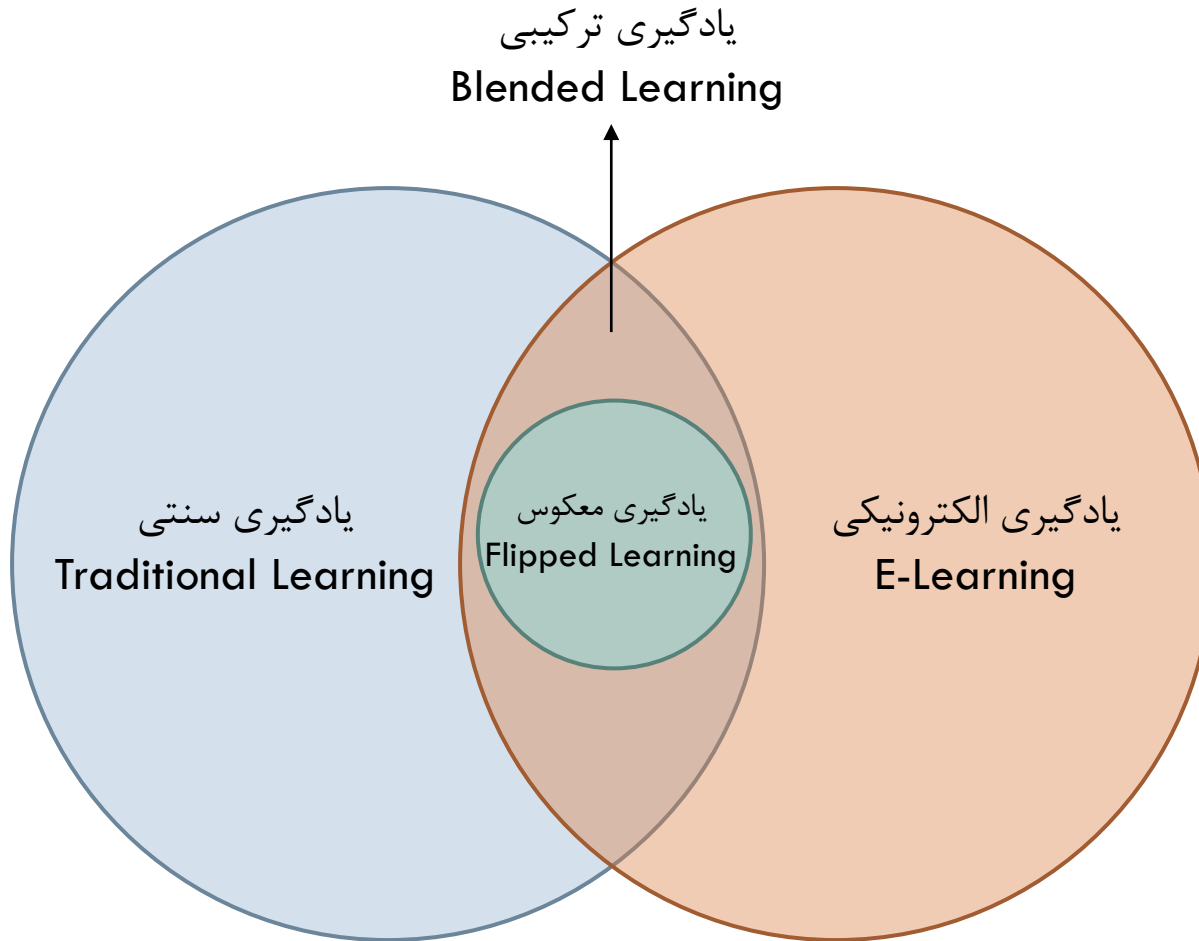 یادگیری ترکیبی
Blended Learning
یادگیری سنتی
Traditional Learning
یادگیری معکوس
Flipped Learning
یادگیری الکترونیکی
E-Learning